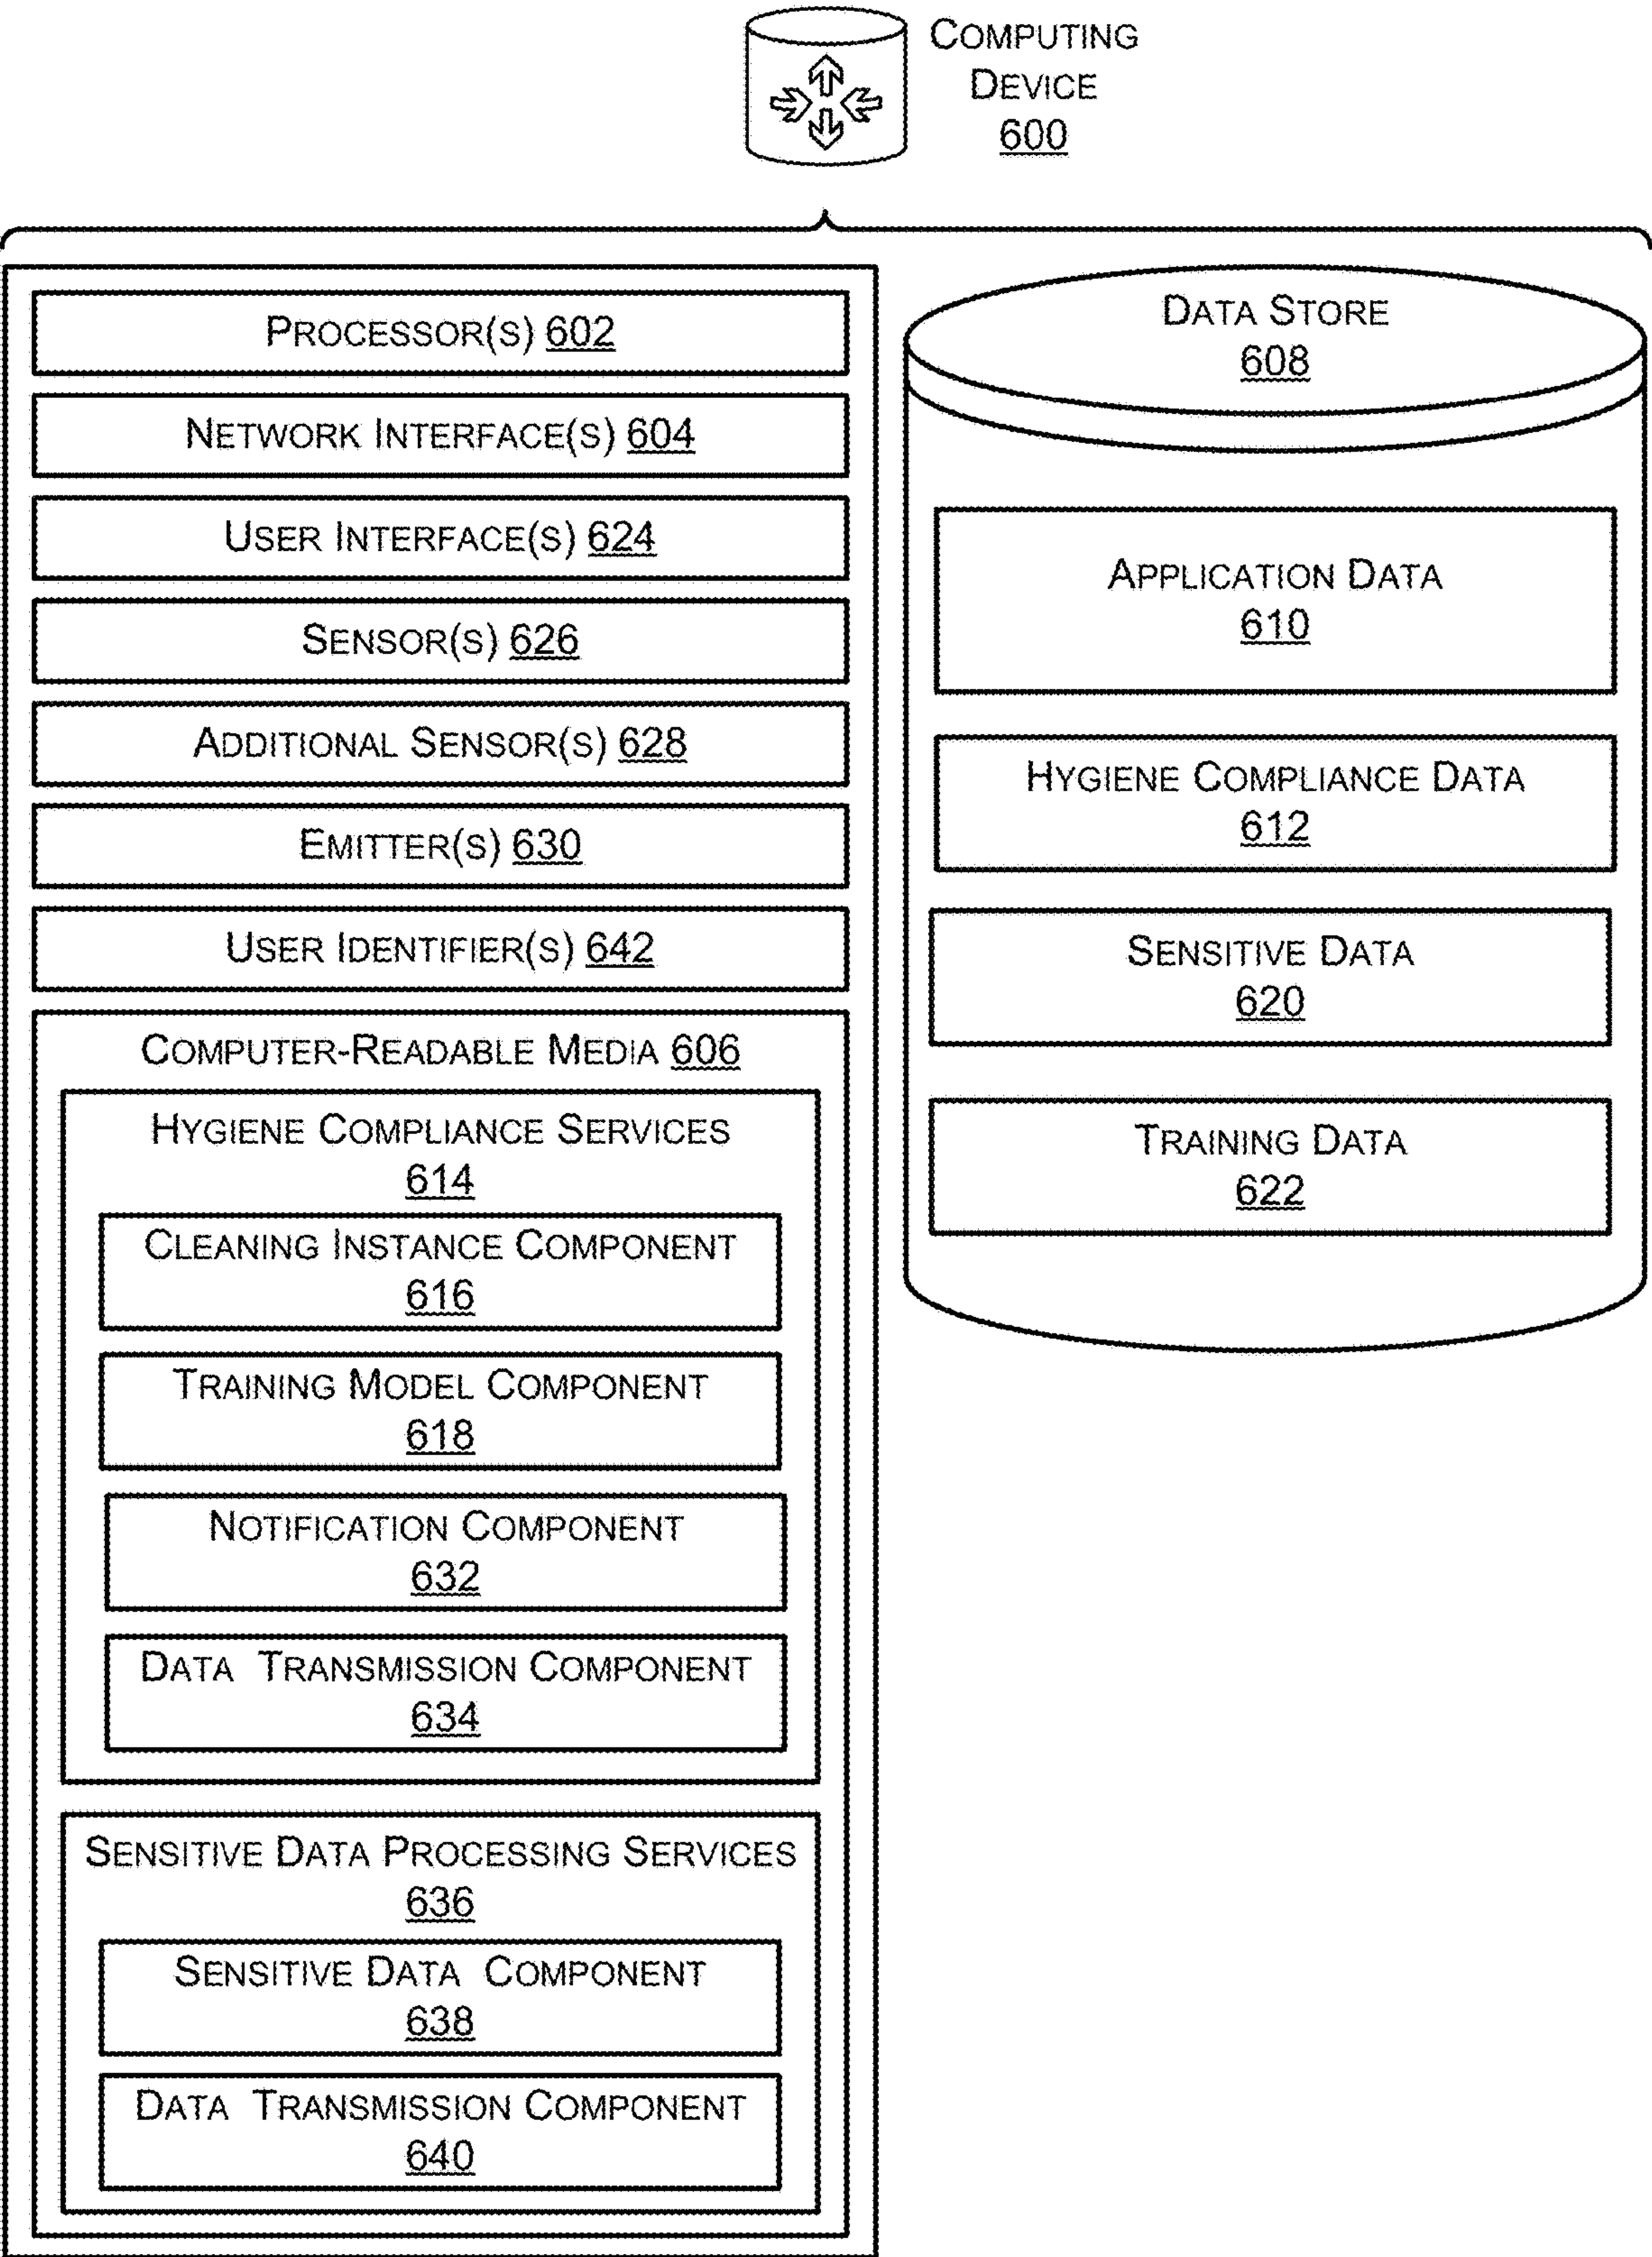 COMPUTING
DEVICE
600
PROCESSOR(S) 602
NETWORK INTERFACE(S) 604
USER INTERFACE(S) 624
SENSOR(S) 626
ADDITIONAL SENSOR(S) 628
EMITTER(S) 630
USER IDENTIFIER(S) 642
COMPUTER-READABLE MEDIA 606
HYGIENE COMPLIANCE SERVICES
614
CLEANING INSTANCE COMPONENT
616
TRAINING MODEL COMPONENT
618
NOTIFICATION COMPONENT
632
DATA TRANSMISSION COMPONENT
634
SENSITIVE DATA PROCESSING SERVICES
636
SENSITIVE DATA COMPONENT
638
DATA TRANSMISSION COMPONENT
640
DATA STORE
608
APPLICATION DATA
610
HYGIENE COMPLIANCE DATA
612
SENSITIVE DATA
620
TRAINING DATA
622